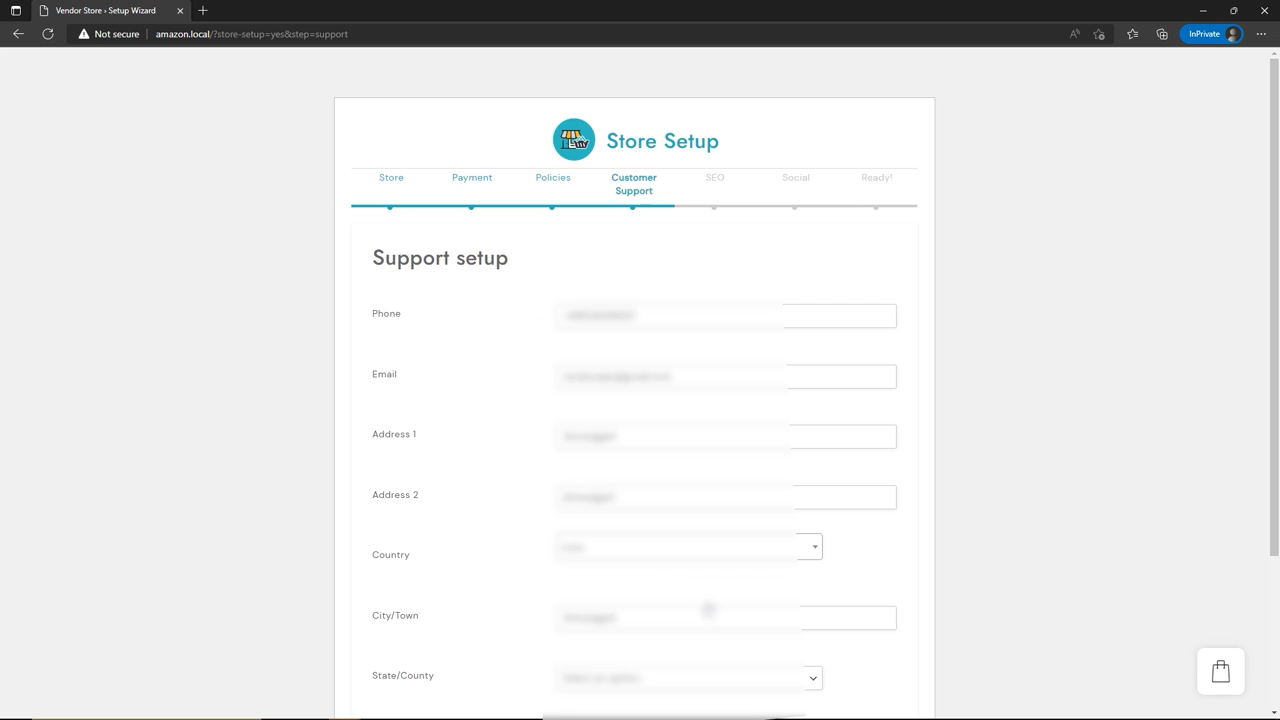 Vendor Store › Setup Wizard
Not secure
amazon.local/?store-setup=yes&step=support
InPrivate
Store Setup
Store
Payment
Policies
Customer
Support
SEO
Social
Ready!
Support setup
Phone
Email
Address 1
Address 2
Country
City/Town
State/County